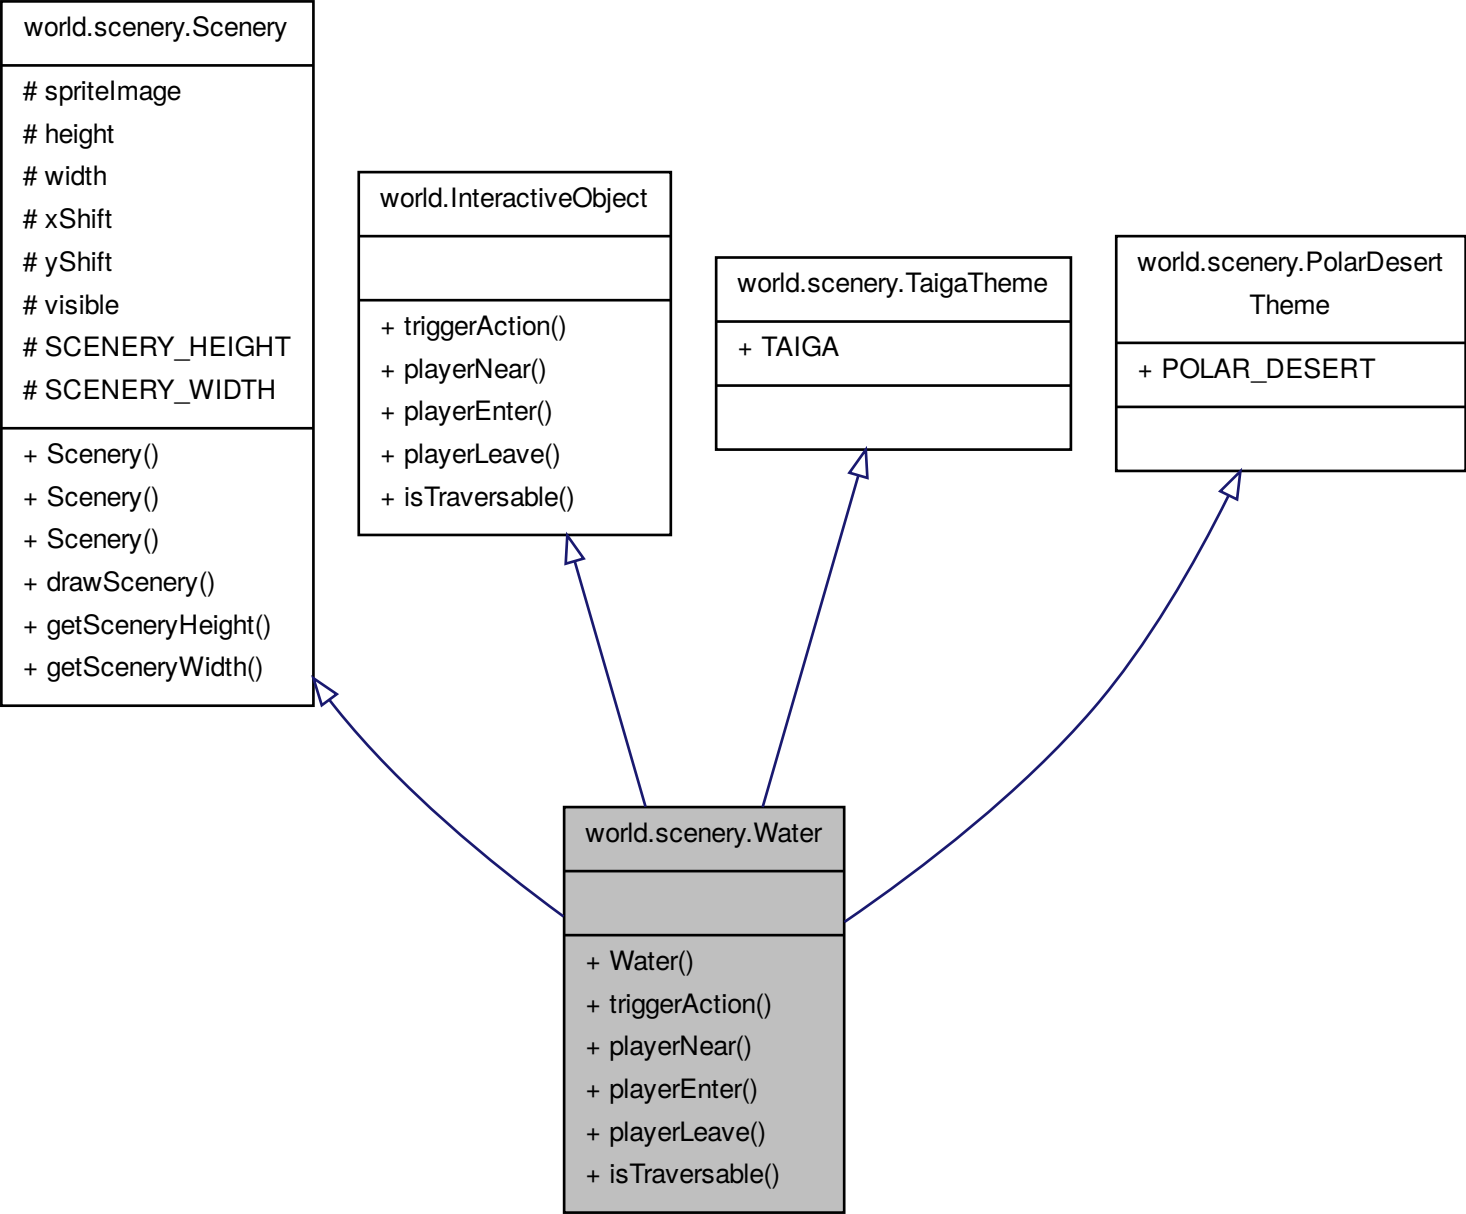 world.scenery.Scenery
# spriteImage
# height
# width
# xShift
# yShift
# visible
# SCENERY_HEIGHT
# SCENERY_WIDTH
+ Scenery()
+ Scenery()
+ Scenery()
+ drawScenery()
+ getSceneryHeight()
+ getSceneryWidth()
world.InteractiveObject
+ triggerAction()
+ playerNear()
+ playerEnter()
+ playerLeave()
+ isTraversable()
world.scenery.TaigaTheme
+ TAIGA
world.scenery.PolarDesert
Theme
+ POLAR_DESERT
world.scenery.Water
+ Water()
+ triggerAction()
+ playerNear()
+ playerEnter()
+ playerLeave()
+ isTraversable()